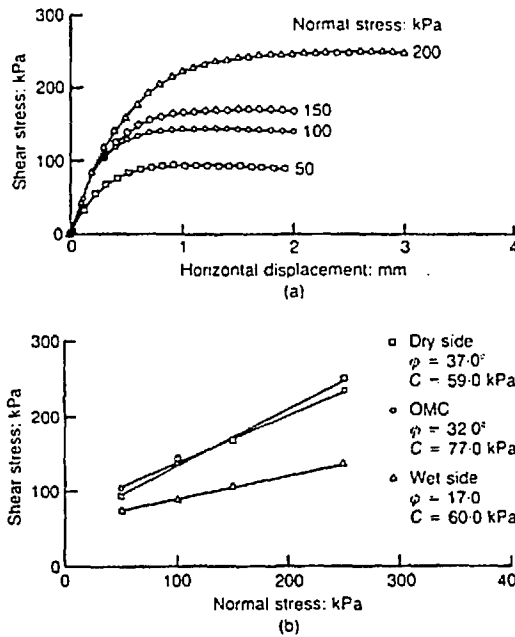 Normal stress: kPa
300
200
100
0
Shear stress: kPa
200
150
100
50
0
1
2
3
4
Horizontal displacement: mm
(a)
300
200
100
0
Shear stress: kPa
Dry side
φ = 37·0°
C = 59·0 kPa
OMC
φ = 32·0°
C = 77·0 kPa
Wet side
φ = 17·0
C = 60·0 kPa
0
100
200
300
40
Normal stress: kPa
(b)